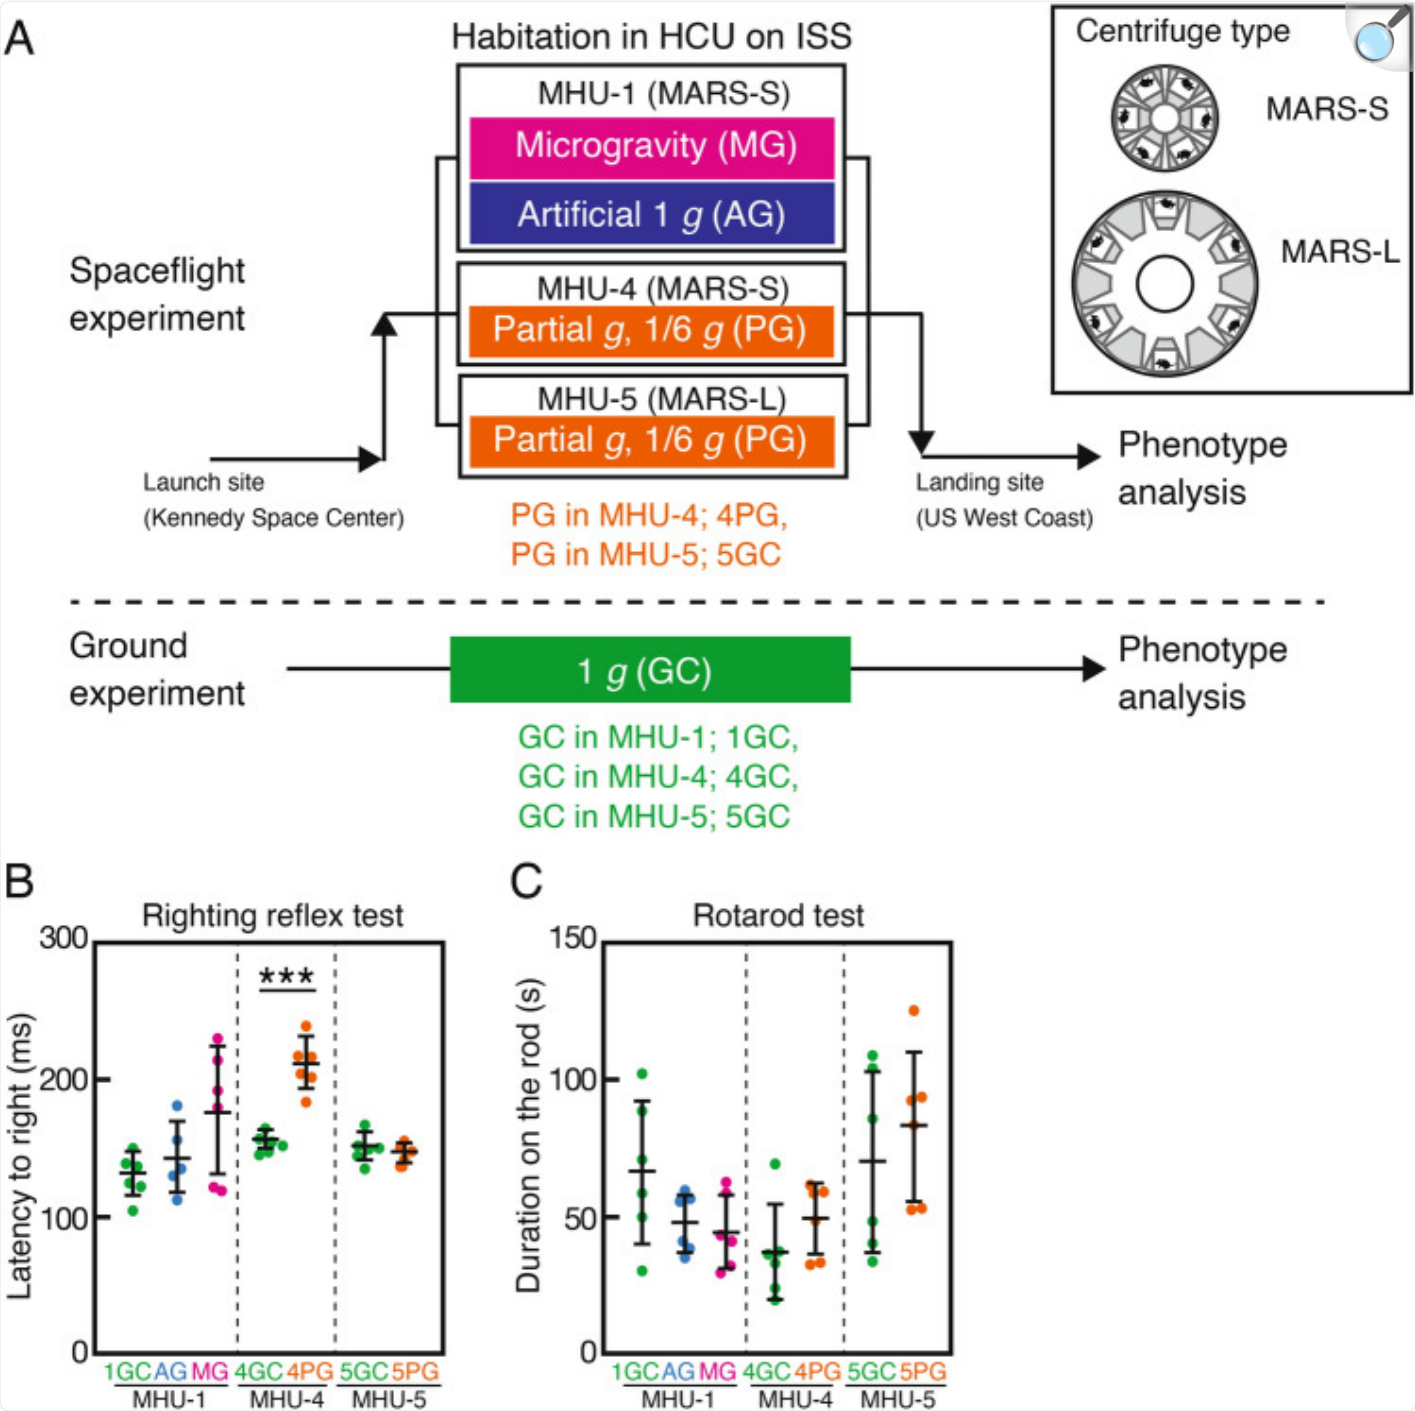 A
Habitation in HCU on ISS
MHU-1 (MARS-S)
Microgravity (MG)
Artificial 1 g (AG)
MHU-4 (MARS-S)
Partial g, 1/6 g (PG)
MHU-5 (MARS-L)
Partial g, 1/6 g (PG)
PG in MHU-4; 4PG,
PG in MHU-5; 5GC
Spaceflight
experiment
Launch site
(Kennedy Space Center)
Landing site
(US West Coast)
Phenotype
analysis
Centrifuge type
MARS-S
MARS-L
Ground
experiment
1 g (GC)
Phenotype
analysis
GC in MHU-1; 1GC,
GC in MHU-4; 4GC,
GC in MHU-5; 5GC
B
Righting reflex test
Latency to right (ms)
300
200
100
0
***
1GC AG MG 4GC 4PG 5GC 5PG
MHU-1 MHU-4 MHU-5
C
Rotarod test
Duration on the rod (s)
150
100
50
0
1GC AG MG 4GC 4PG 5GC 5PG
MHU-1 MHU-4 MHU-5